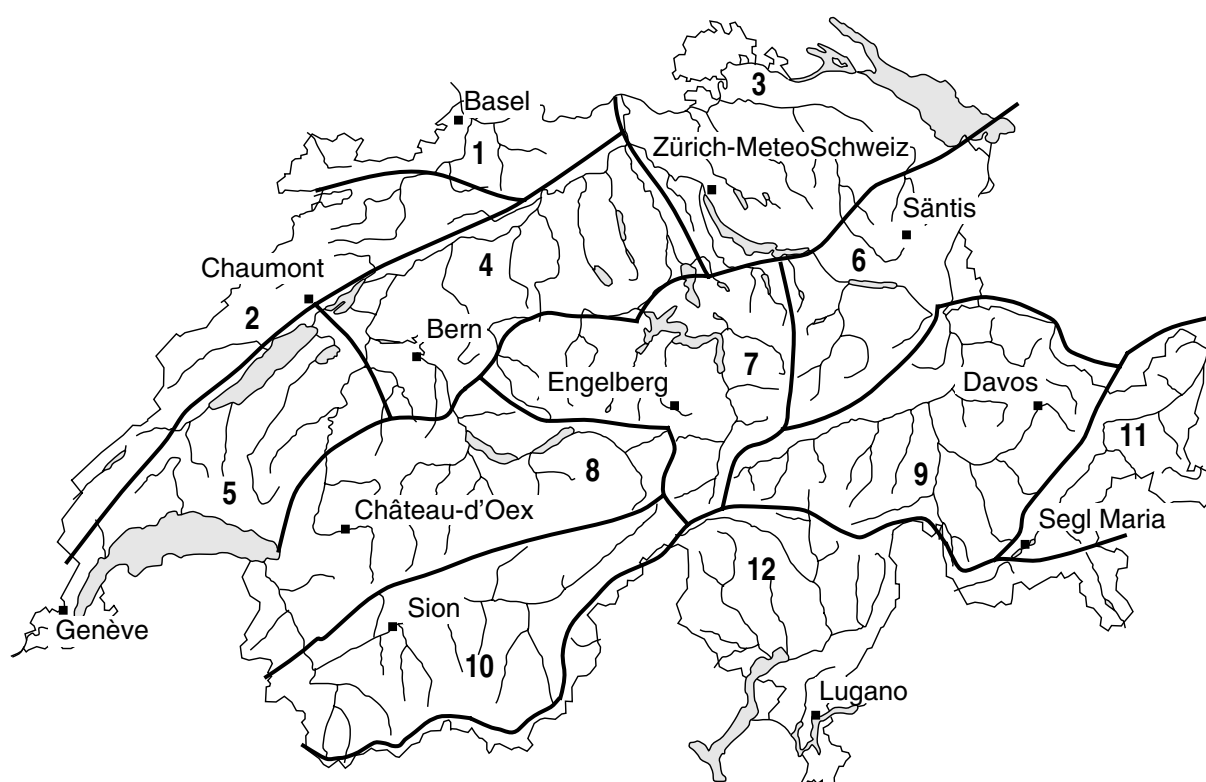 3
Basel
1
Zürich-MeteoSchweiz
Säntis
6
4
Chaumont
2
Bern
7
Engelberg
Davos
11
8
9
5
Château-d'Oex
Segl Maria
12
Sion
Genève
10
Lugano